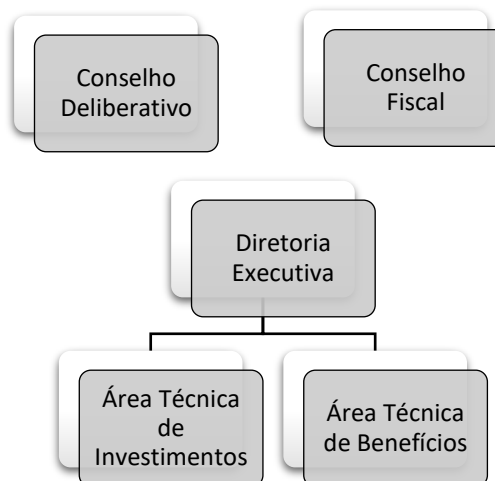 Conselho
Deliberativo
Conselho
Fiscal
Diretoria
Executiva
Área Técnica
de
Investimentos
Área Técnica
de Benefícios